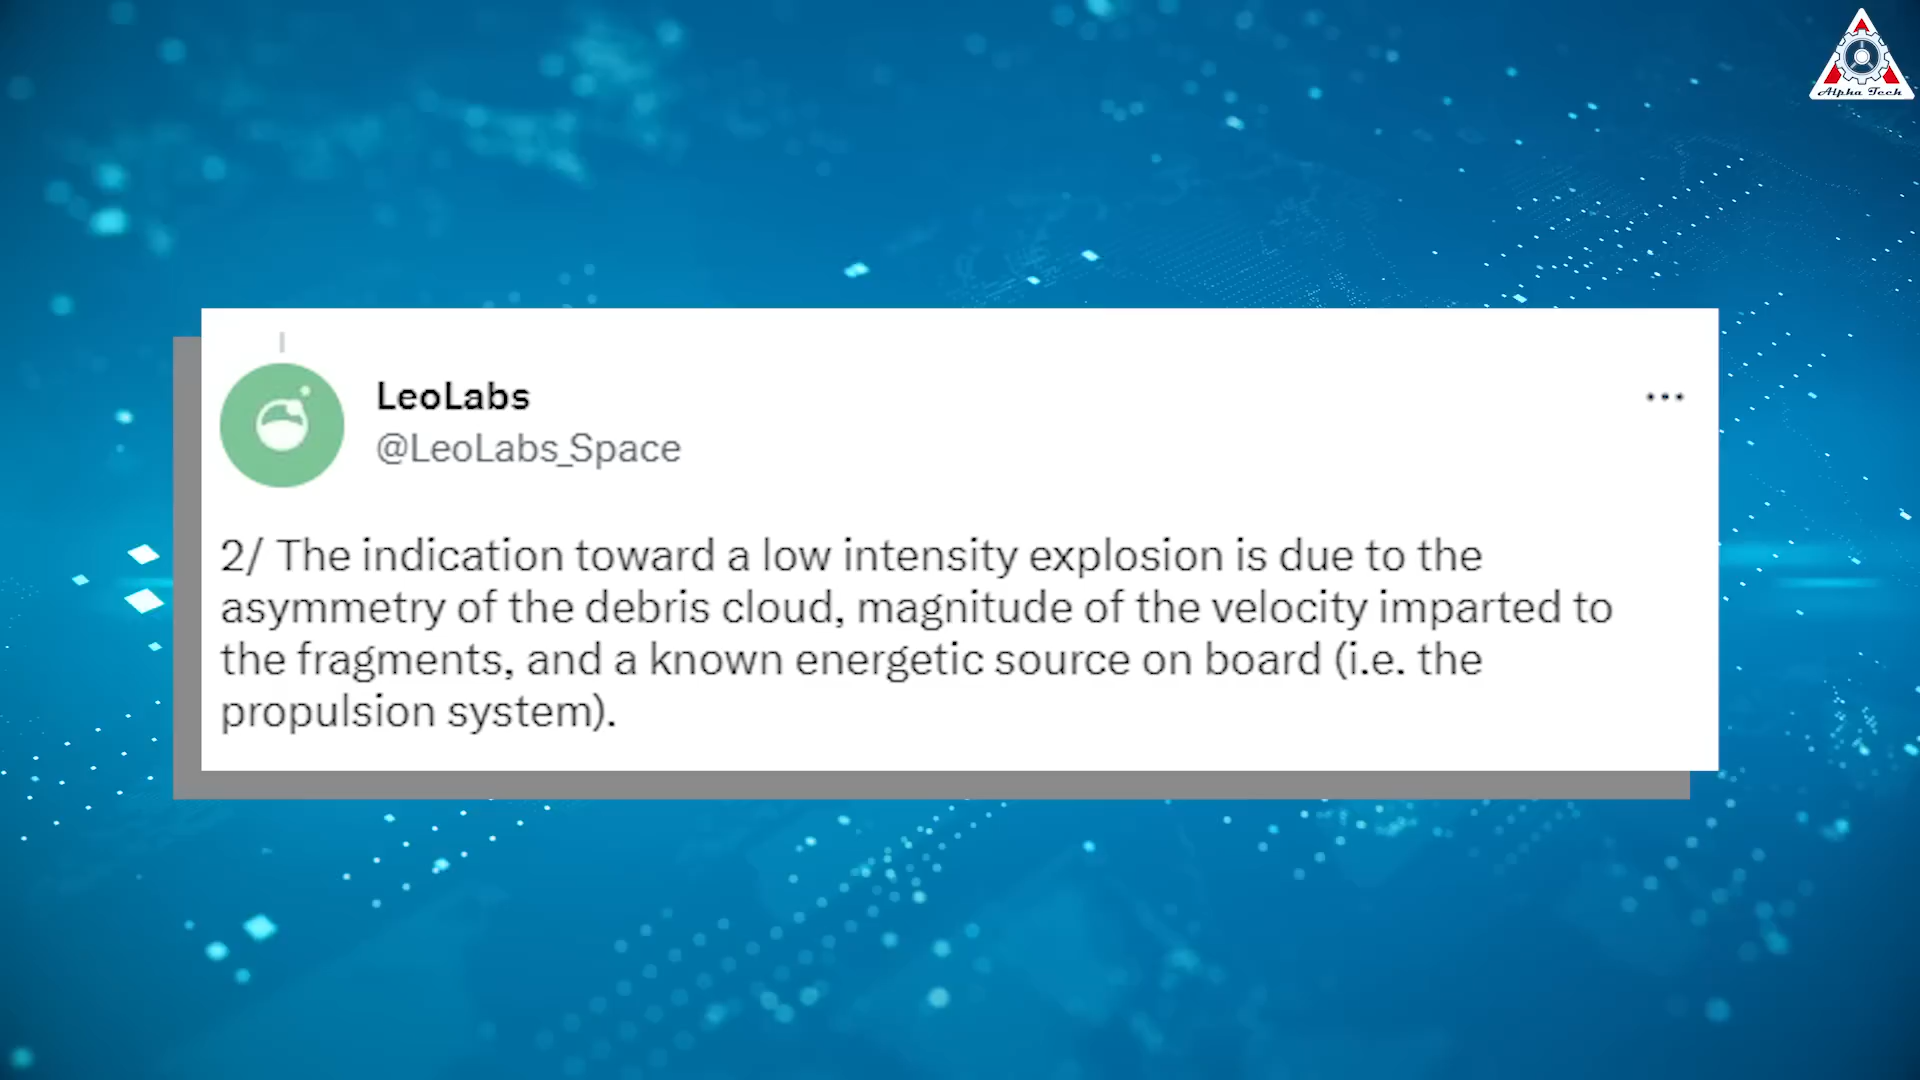 Alpha Tech
LeoLabs
@LeoLabs_Space
2/ The indication toward a low intensity explosion is due to the
asymmetry of the debris cloud, magnitude of the velocity imparted to
the fragments, and a known energetic source on board (i.e. the
propulsion system).